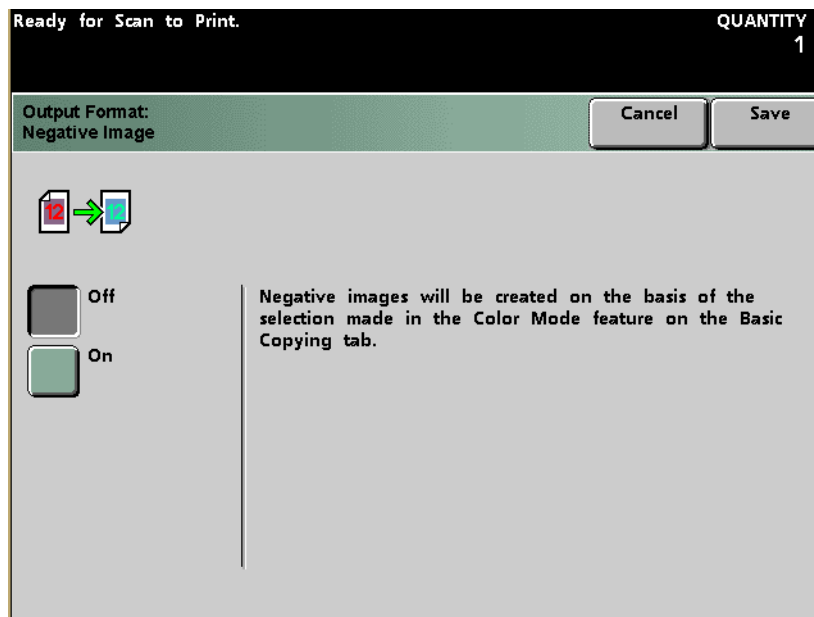 Ready for Scan to Print.
QUANTITY
1
Output Format:
Negative Image
Cancel
Save
12
12
Off
On
Negative images will be created on the basis of the
selection made in the Color Mode feature on the Basic
Copying tab.